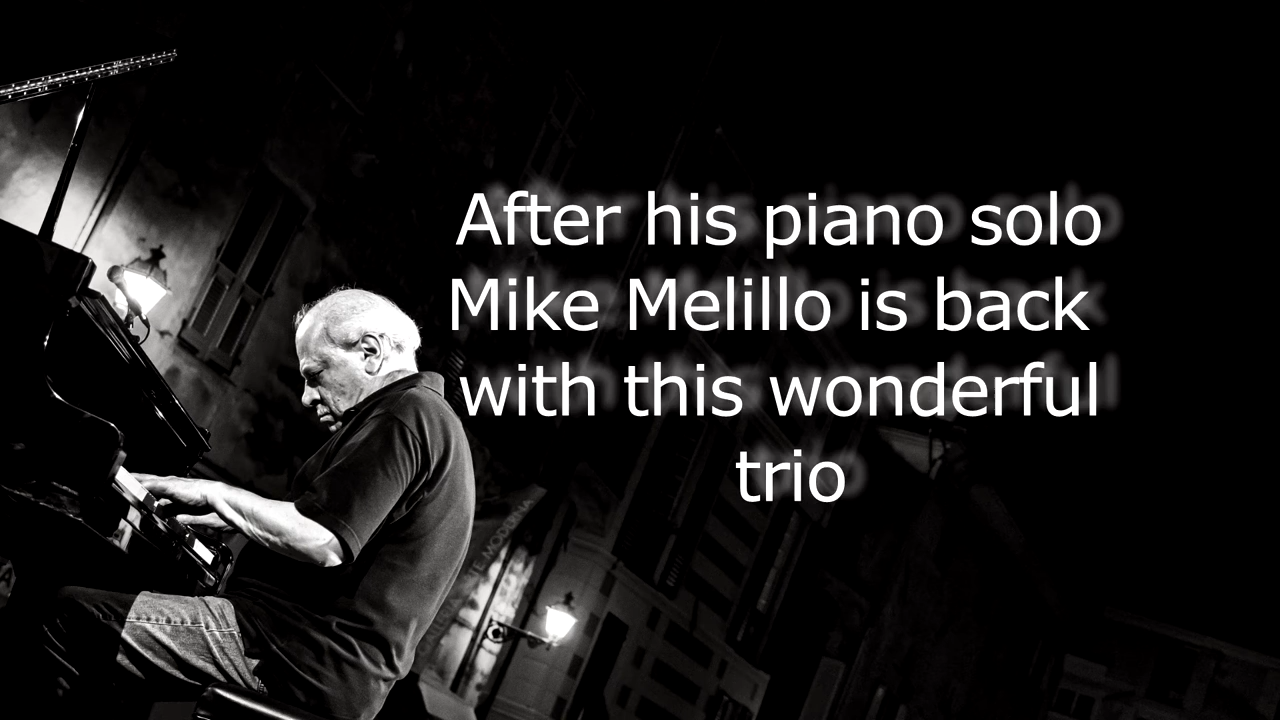 After his piano solo
Mike Melillo is back
with this wonderful
trio